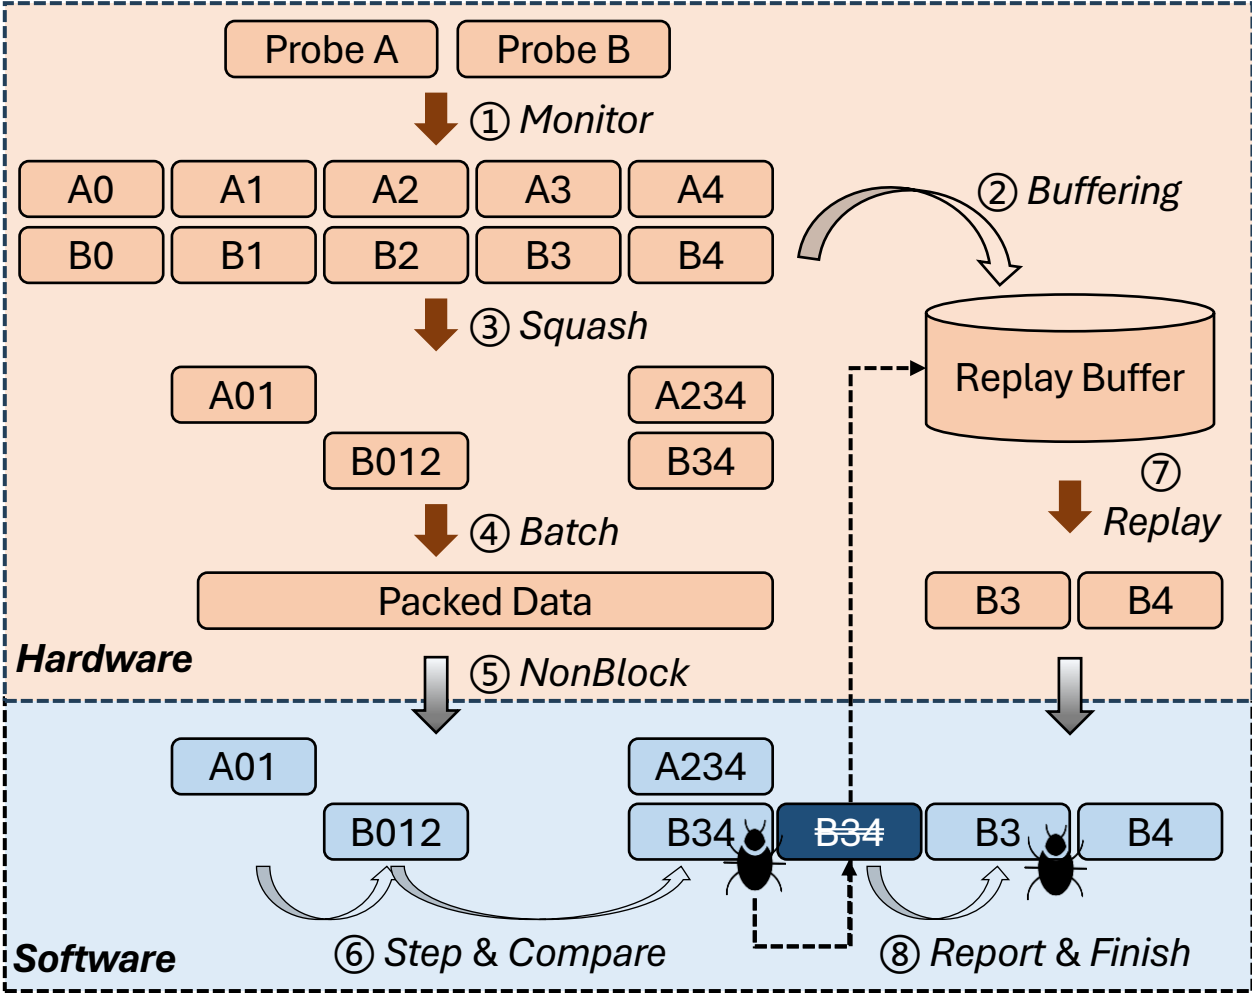 Probe A Probe B
① Monitor
A0 A1 A2 A3 A4
② Buffering
B0 B1 B2 B3 B4
③ Squash
Replay Buffer
A01 A234
B012 B34
⑦
Replay
④ Batch
Packed Data
B3 B4
Hardware
⑤ NonBlock
A01 A234
B012 B34 B34 B3 B4
⑥ Step & Compare
⑧ Report & Finish
Software